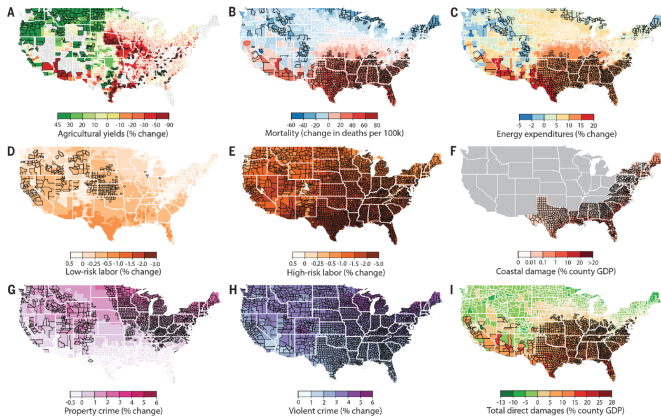 A
B
C
45 30 20 10 0 -10 -20 -30 -50 -90
Agricultural yields (% change)
-60 -40 -20 0 20 40 60 80
Mortality (change in deaths per 100k)
-5 -2 0 5 10 15 20
Energy expenditures (% change)
D
E
F
0.5 0 -0.25 -0.5 -1.0 -1.5 -2.0 -3.0
Low-risk labor (% change)
0.5 0 -0.25 -0.5 -1.0 -1.5 -2.0 -3.0
High-risk labor (% change)
0 0.01 0.1 1 10 >20
Coastal damage (% county GDP)
G
H
I
-0.5 0 1 2 3 4 5 6
Property crime (% change)
1 0 1 2 3 4 5 6
Violent crime (% change)
-13 -10 -5 0 5 10 15 20 28
Total direct damages (% county GDP)